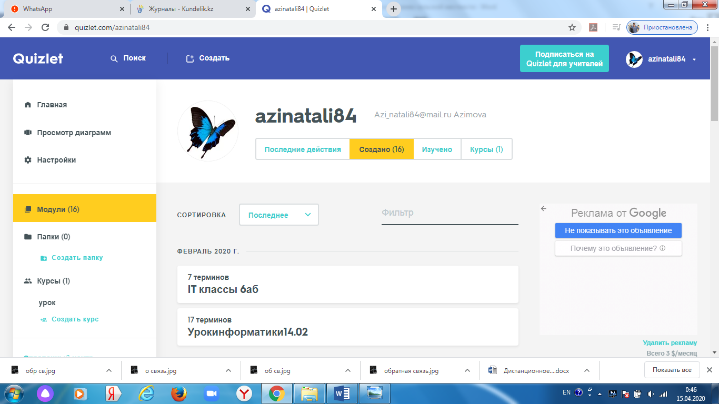 WhatsApp
Журналы - Kundelik.kz
azinatali84 | Quizlet
quizlet.com/azinatali84
Приостановлена
Quizlet
Поиск
Создать
Подписаться на
Quizlet для учителей
azinatali84
Главная
Просмотр диаграмм
Настройки
Модули (16)
Папки (0)
Создать папку
Курсы (1)
урок
Создать курс
azinatali84
Azi_natali84@mail.ru Azimova
Последние действия
Создано (16)
Изучено
Курсы (1)
СОРТИРОВКА
Последнее
Фильтр
ФЕВРАЛЬ 2020 Г.
7 терминов
IT классы 6аб
17 терминов
Урокинформатики14.02
Реклама от Google
Не показывать это объявление
Почему это объявление?
Удалить рекламу
Всего 3 $/месяц
обр св.jpg
о связь.jpg
об св.jpg
обратная связь.jpg
Дистанционное....docx
Показать все
EN
0:46
15.04.2020